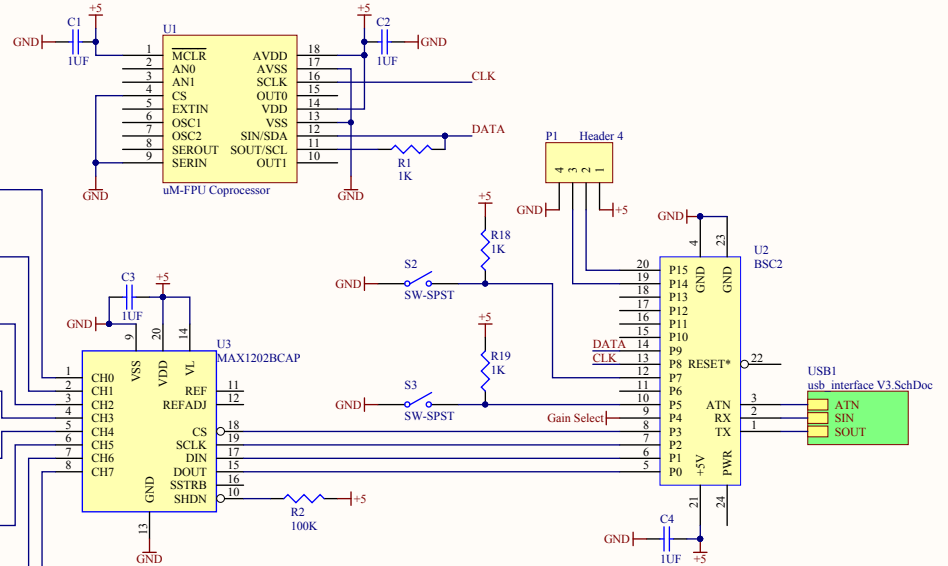 +5
C1
GND
1UF
U1
1 MCLR
2 AN0
3 AN1
4 CS
5 EXTIN
6 OSC1
7 OSC2
8 SEROUT
9 SERIN
AVDD 18
AVSS 17
SCLK 16
OUT0 15
VDD 14
VSS 13
SIN/SDA 12
SOUT/SCL 11
OUT1 10
uM-FPU Coprocessor
GND
+5
C2
GND
1UF
CLK
DATA
R1
1K
GND
P1 Header 4
4 3 2 1
GND
+5
+5
R18
1K
S2
GND
SW-SPST
+5
R19
1K
S3
GND
SW-SPST
GND
4
23
U2
BSC2
GND
GND
20 P15
19 P14
18 P13
17 P12
16 P11
15 P10
DATA 14 P9
CLK 13 P8
12 P7
11 P6
10 P5
Gain Select 9 P4
8 P3
7 P2
6 P1
5 P0
RESET* 22
ATN 3
RX 2
TX 1
+5V
PWR
21
24
C4
GND
1UF
+5
USB1
usb_interface V3.SchDoc
ATN
SIN
SOUT
C3
+5
1UF
GND
9
20
14
U3
MAX1202BCAP
VSS
VDD
VL
1 CH0
2 CH1
3 CH2
4 CH3
5 CH4
6 CH5
7 CH6
8 CH7
REF 11
REFADJ 12
CS 18
SCLK 19
DIN 17
DOUT 15
SSTRB 16
SHDN 10
GND
13
GND
R2
100K
+5